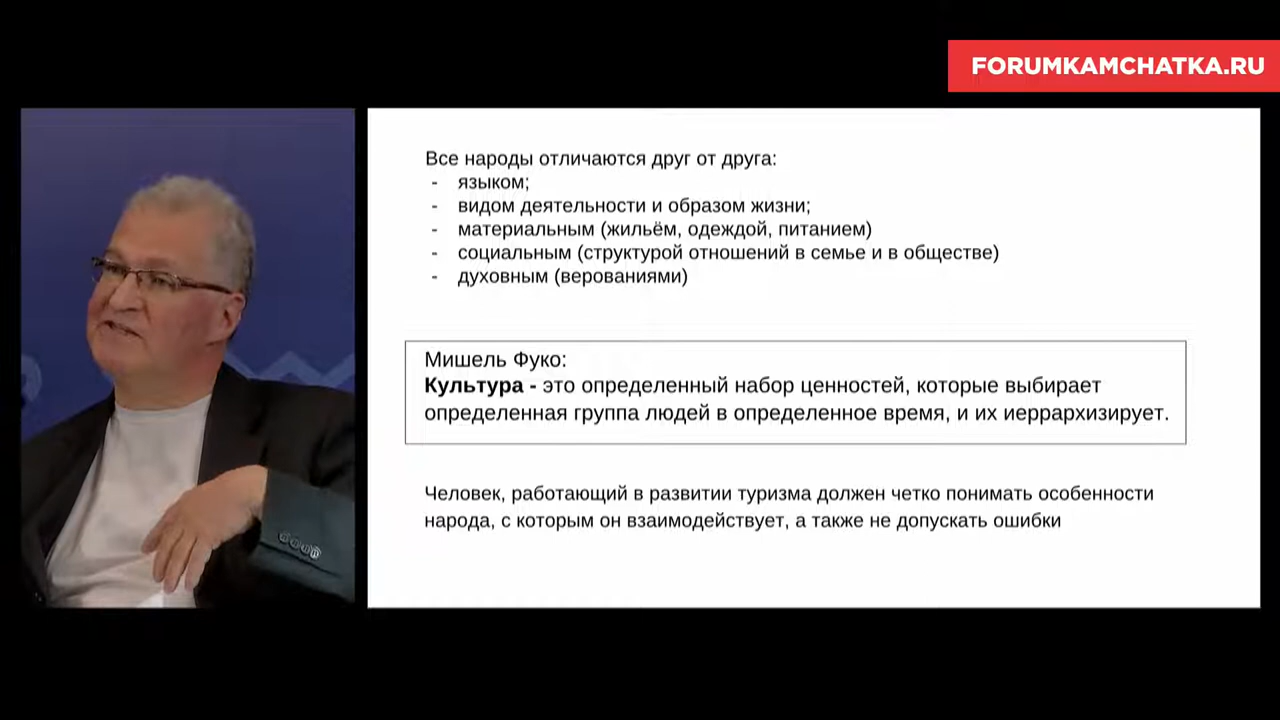 FORUMKAMCHATKA.RU
Все народы отличаются друг от друга:
- языком;
- видом деятельности и образом жизни;
- материальным (жильём, одеждой, питанием)
- социальным (структурой отношений в семье и в обществе)
- духовным (верованиями)
Мишель Фуко:
Культура - это определенный набор ценностей, которые выбирает
определенная группа людей в определенное время, и их иеррархизирует.
Человек, работающий в развитии туризма должен четко понимать особенности
народа, с которым он взаимодействует, а также не допускать ошибки